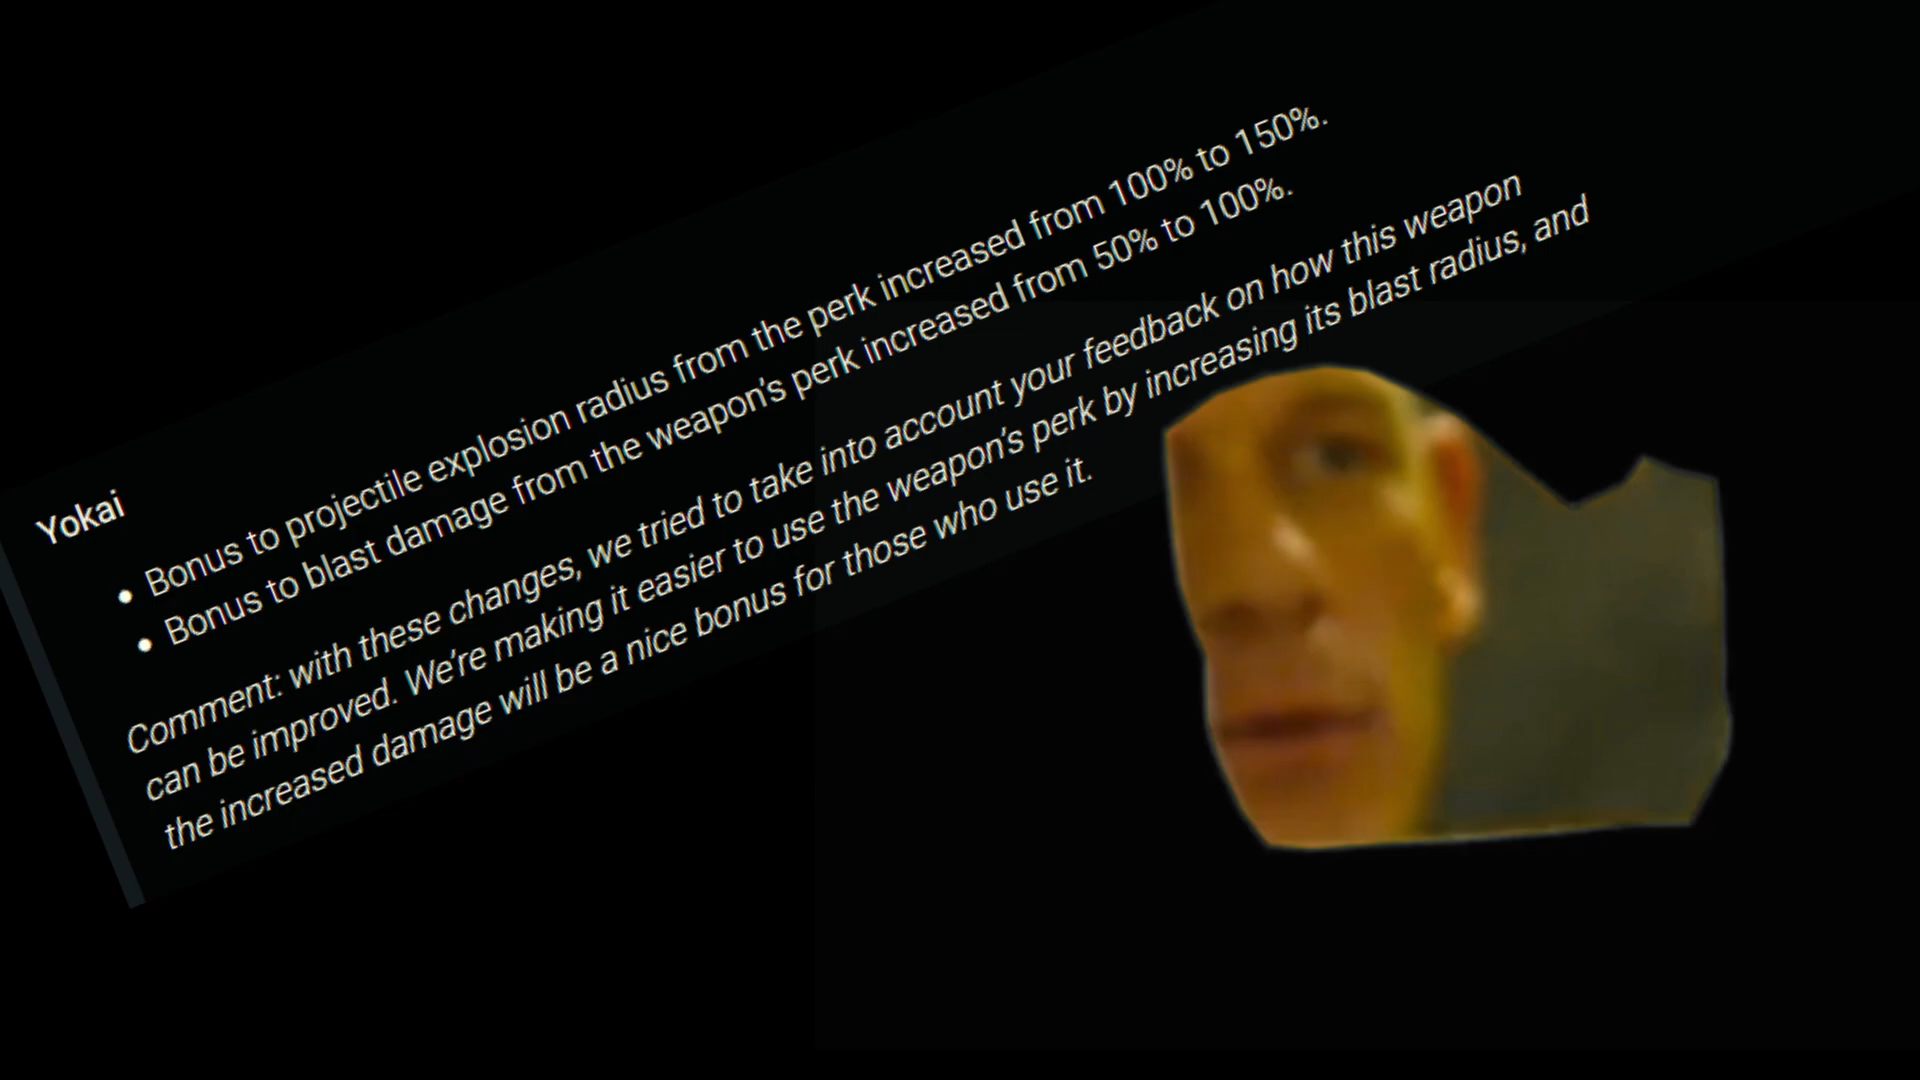 Yokai
• Bonus to projectile explosion radius from the perk increased from 100% to 150%.
• Bonus to blast damage from the weapon's perk increased from 50% to 100%.
Comment: with these changes, we tried to take into account your feedback on how this weapon
can be improved. We're making it easier to use the weapon's perk by increasing its blast radius, and
the increased damage will be a nice bonus for those who use it.